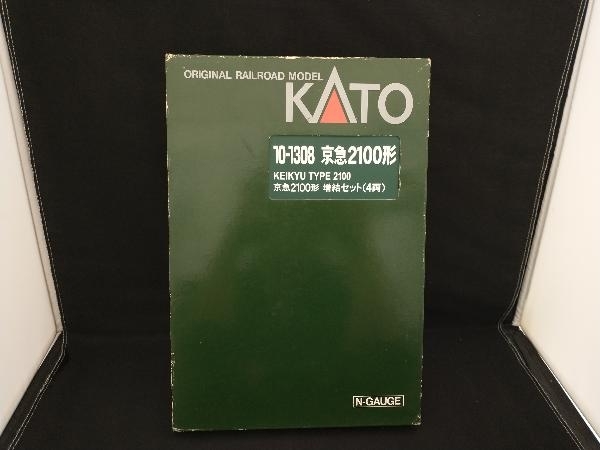 ORIGINAL RAILROAD MODEL
KATO
10-1308 京急2100形
KEIKYU TYPE 2100
京急2100形 増結セット(4両)
N-GAUGE